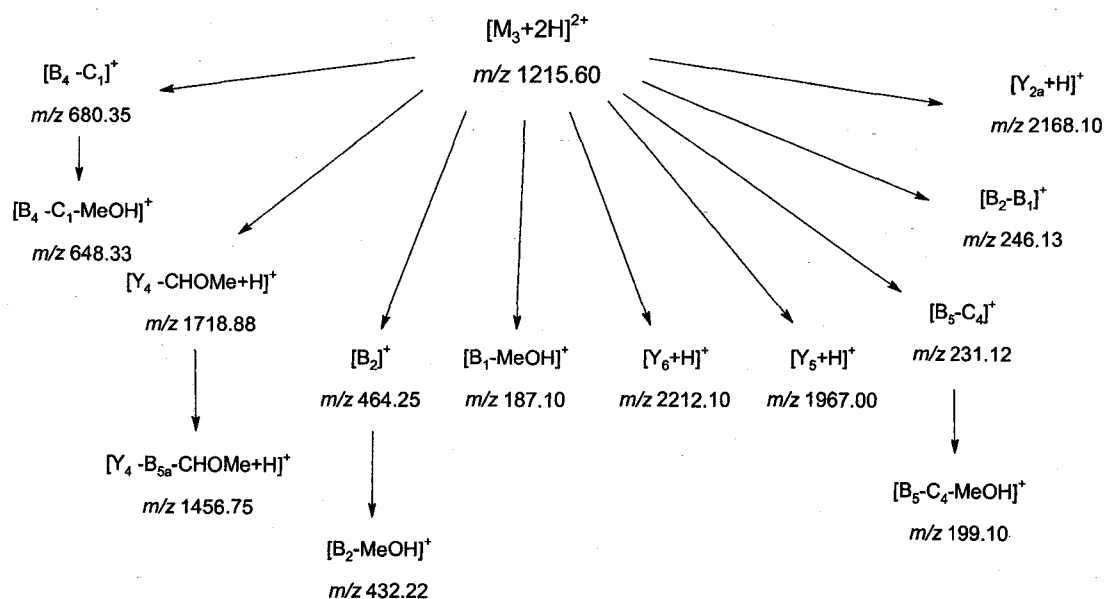 [M₃+2H]²⁺
m/z 1215.60
[B₄ -C₁]⁺
m/z 680.35
[B₄ -C₁-MeOH]⁺
m/z 648.33
[Y₄ -CHOMe+H]⁺
m/z 1718.88
[Y₄ -B₅ₐ-CHOMe+H]⁺
m/z 1456.75
[B₂]⁺
m/z 464.25
[B₂-MeOH]⁺
m/z 432.22
[B₁-MeOH]⁺
m/z 187.10
[Y₆+H]⁺
m/z 2212.10
[Y₅+H]⁺
m/z 1967.00
[B₅-C₄]⁺
m/z 231.12
[B₅-C₄-MeOH]⁺
m/z 199.10
[B₂-B₁]⁺
m/z 246.13
[Y₂ₐ+H]⁺
m/z 2168.10